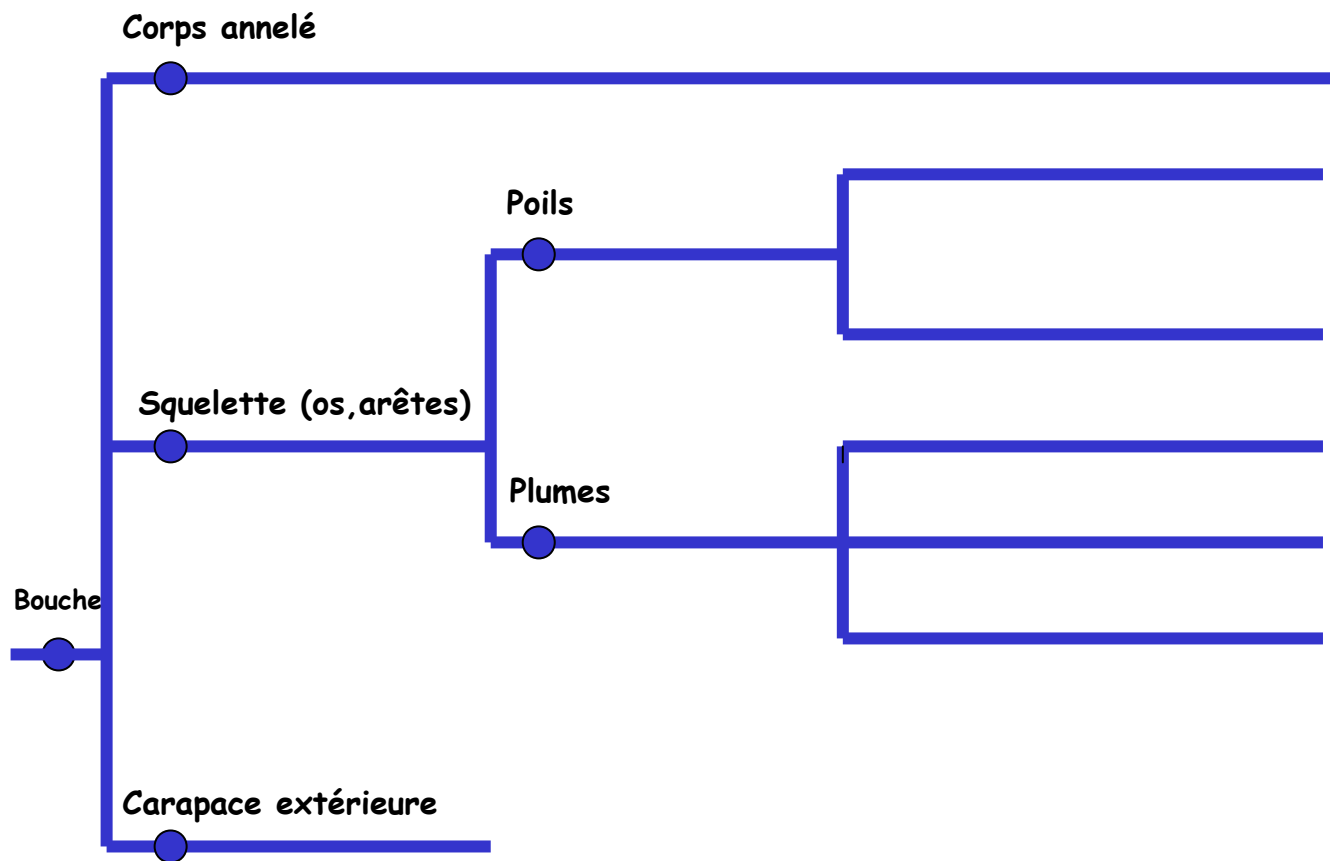 Corps annelé
Poils
Squelette (os,arêtes)
Plumes
Bouche
Carapace extérieure